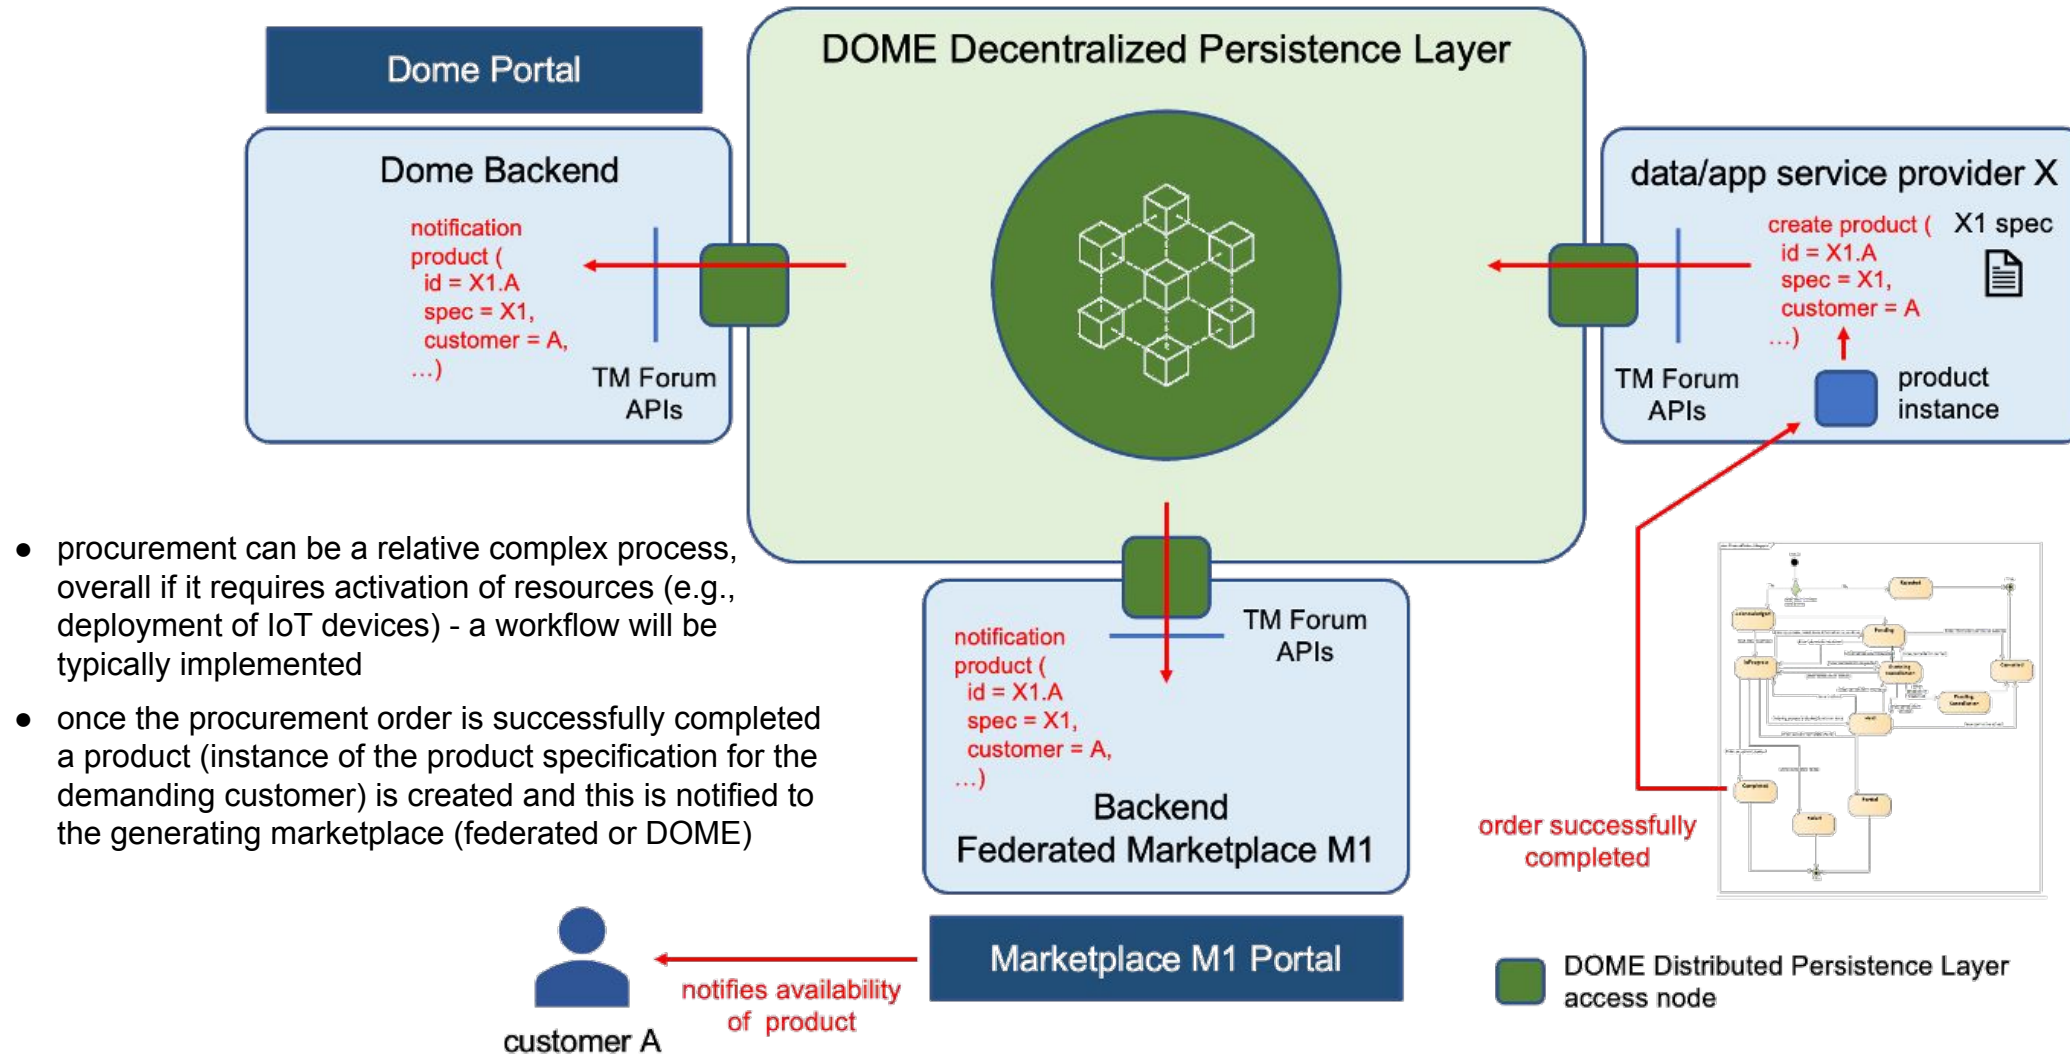 Dome Portal
DOME Decentralized Persistence Layer
Dome Backend
notification
product (
id = X1.A
spec = X1,
customer = A,
...)
TM Forum
APIs
data/app service provider X
create product (
id = X1.A
spec = X1,
customer = A
...)
X1 spec
TM Forum
APIs
product
instance
● procurement can be a relative complex process,
overall if it requires activation of resources (e.g.,
deployment of IoT devices) - a workflow will be
typically implemented
● once the procurement order is successfully completed
a product (instance of the product specification for the
demanding customer) is created and this is notified to
the generating marketplace (federated or DOME)
notification
product (
id = X1.A
spec = X1,
customer = A,
...)
TM Forum
APIs
Backend
Federated Marketplace M1
Marketplace M1 Portal
notifies availability
of product
customer A
order successfully
completed
Pending
InProgress
Cancelled
Completed
Failed
DOME Distributed Persistence Layer
access node